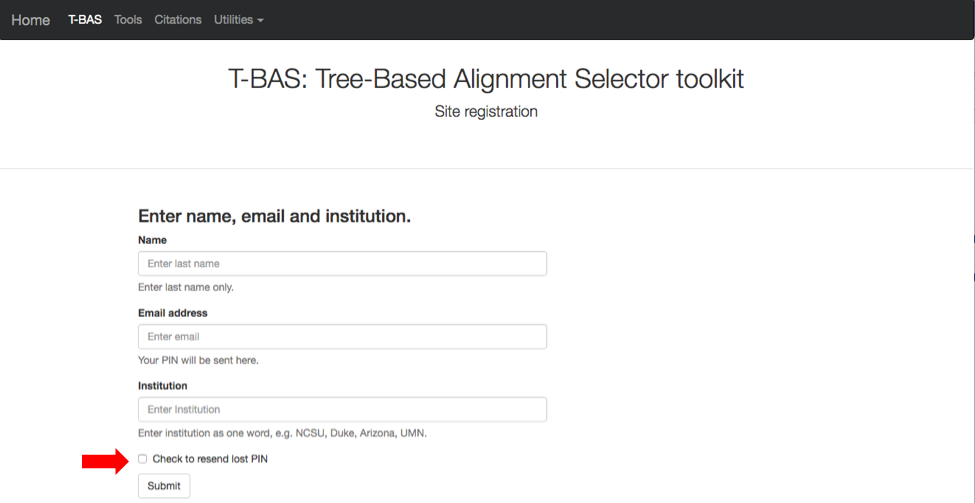 Home T-BAS Tools Citations Utilities
T-BAS: Tree-Based Alignment Selector toolkit
Site registration
Enter name, email and institution.
Name
Enter last name
Enter last name only.
Email address
Enter email
Your PIN will be sent here.
Institution
Enter Institution
Enter institution as one word, e.g. NCSU, Duke, Arizona, UMN.
Check to resend lost PIN
Submit